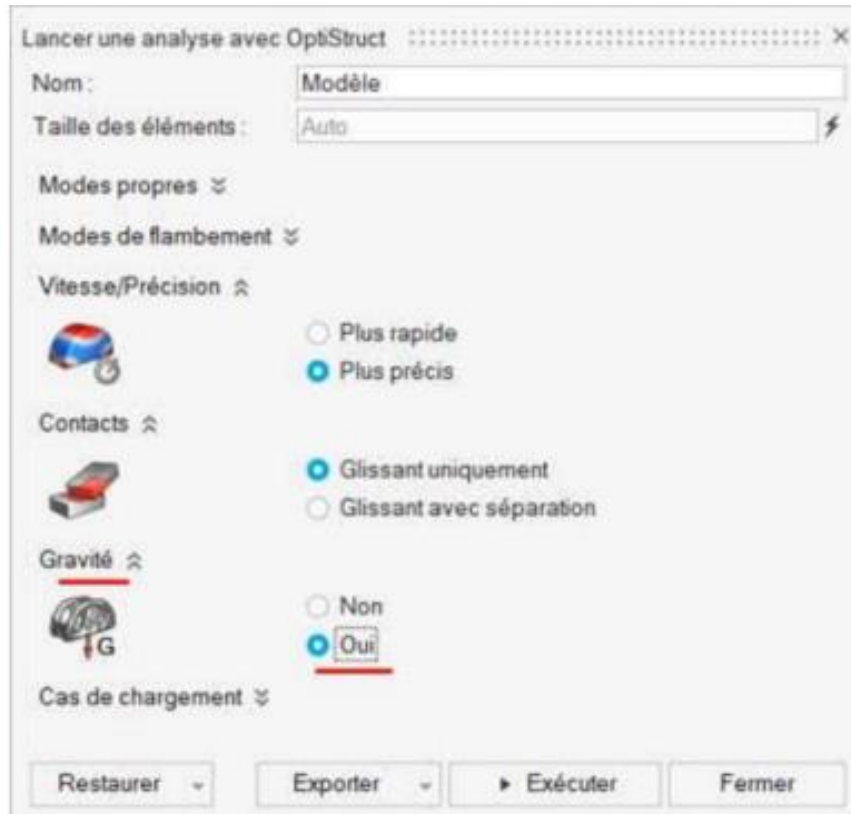 Lancer une analyse avec OptiStruct
Nom : Modèle
Taille des éléments : Auto
Modes propres
Modes de flambement
Vitesse/Précision
Plus rapide
Plus précis
Contacts
Glissant uniquement
Glissant avec séparation
Gravité
Non
G
Oui
Cas de chargement
Restaurer Exporter Exécuter Fermer